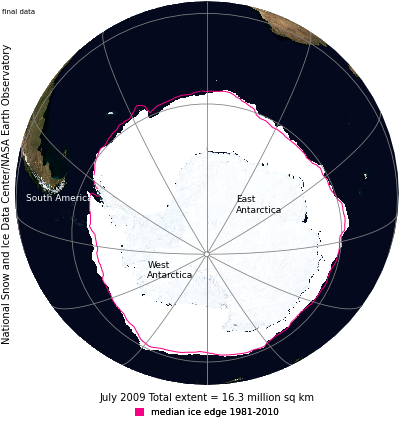 final data
National Snow and Ice Data Center/NASA Earth Observatory
South America
East
Antarctica
West
Antarctica
July 2009 Total extent = 16.3 million sq km
median ice edge 1981-2010